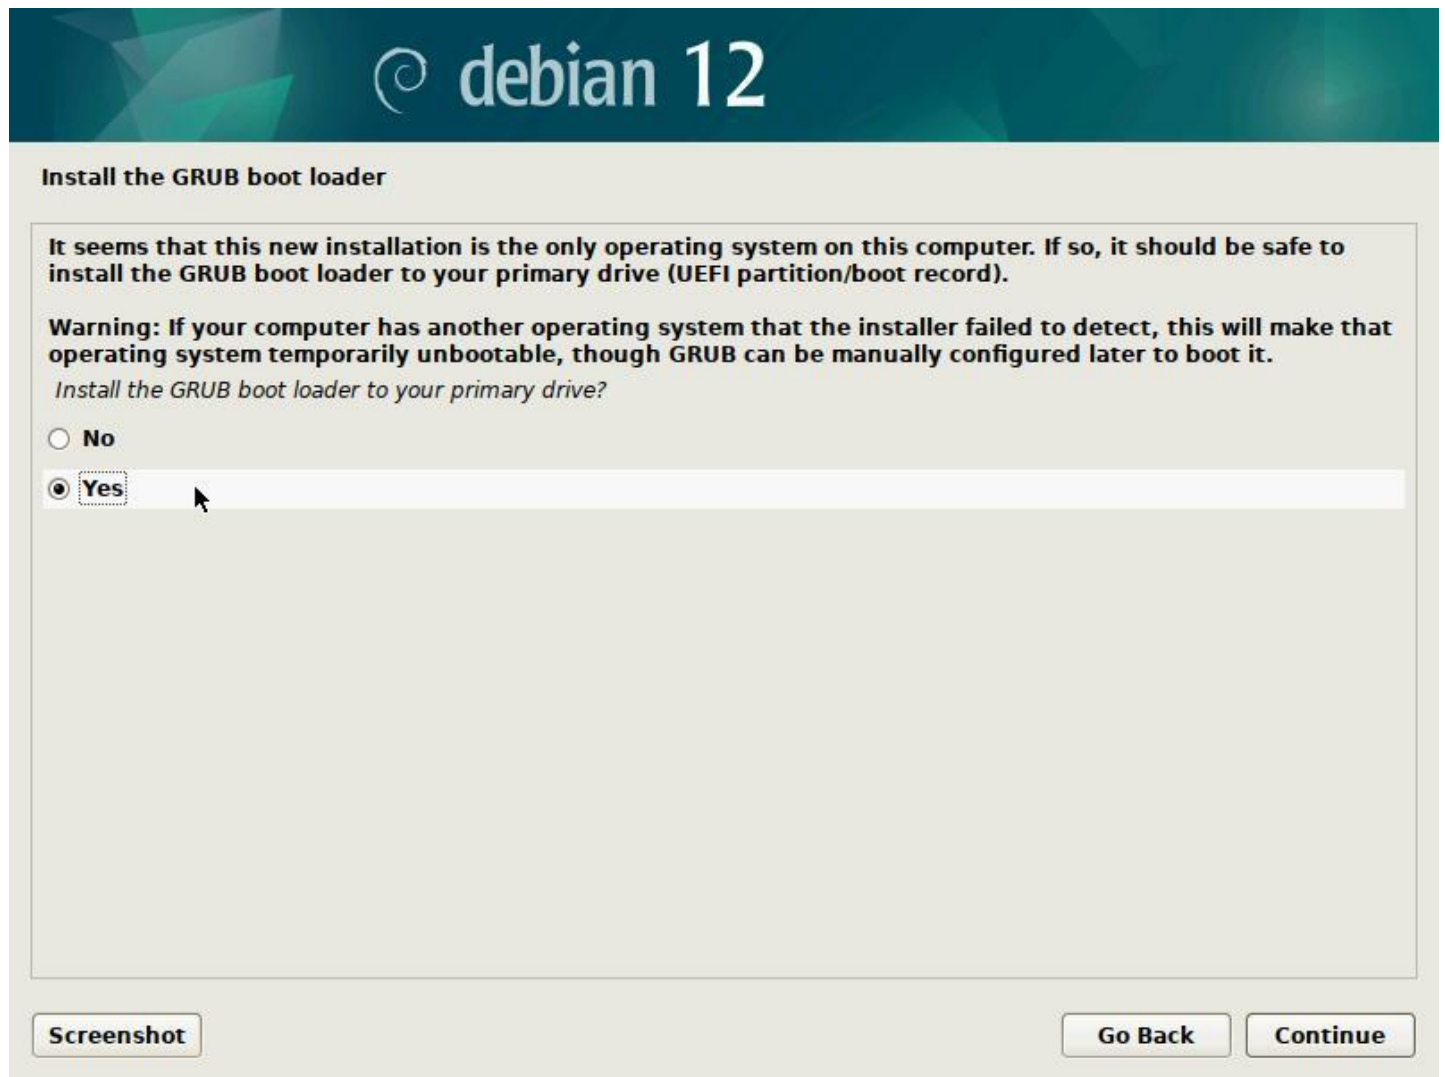 debian 12
Install the GRUB boot loader
It seems that this new installation is the only operating system on this computer. If so, it should be safe to
install the GRUB boot loader to your primary drive (UEFI partition/boot record).
Warning: If your computer has another operating system that the installer failed to detect, this will make that
operating system temporarily unbootable, though GRUB can be manually configured later to boot it.
Install the GRUB boot loader to your primary drive?
No
Yes
Screenshot
Go Back
Continue